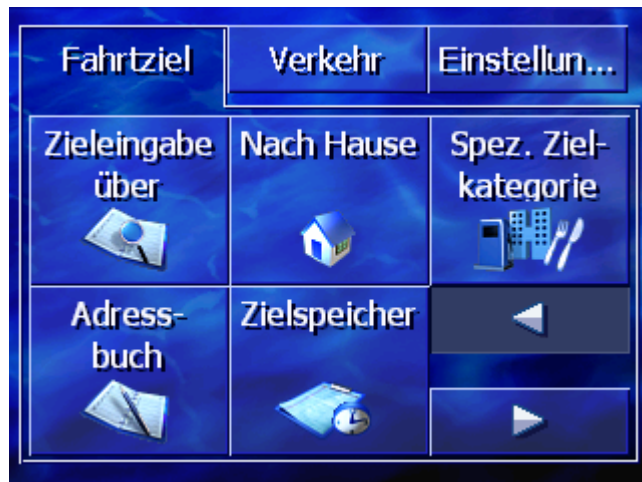 Fahrtziel
Verkehr
Einstellun...
Zieleingabe
über
Nach Hause
Spez. Ziel-
kategorie
Adress-
buch
Zielspeicher